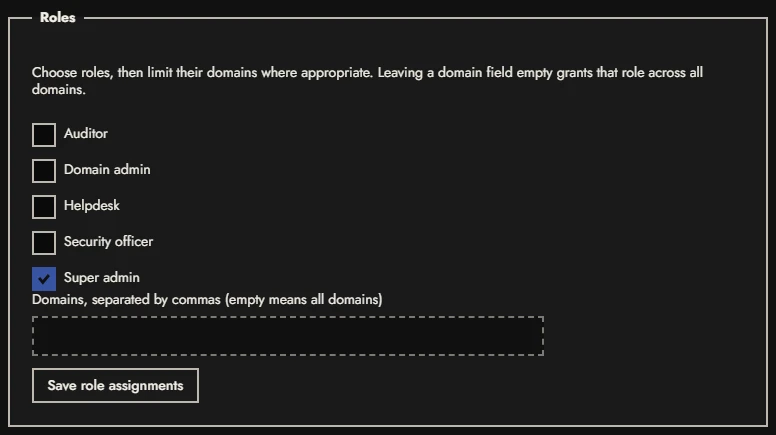 Roles
Choose roles, then limit their domains where appropriate. Leaving a domain field empty grants that role across all
domains.
Auditor
Domain admin
Helpdesk
Security officer
Super admin
Domains, separated by commas (empty means all domains)
Save role assignments